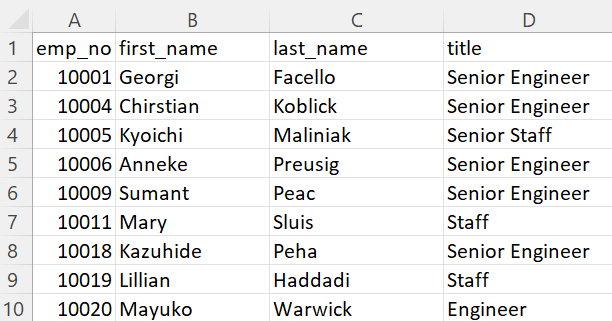 A B C D
1 emp_no first_name last_name title
2 10001 Georgi Facello Senior Engineer
3 10004 Chirstian Koblick Senior Engineer
4 10005 Kyoichi Maliniak Senior Staff
5 10006 Anneke Preusig Senior Engineer
6 10009 Sumant Peac Senior Engineer
7 10011 Mary Sluis Staff
8 10018 Kazuhide Peha Senior Engineer
9 10019 Lillian Haddadi Staff
10 10020 Mayuko Warwick Engineer